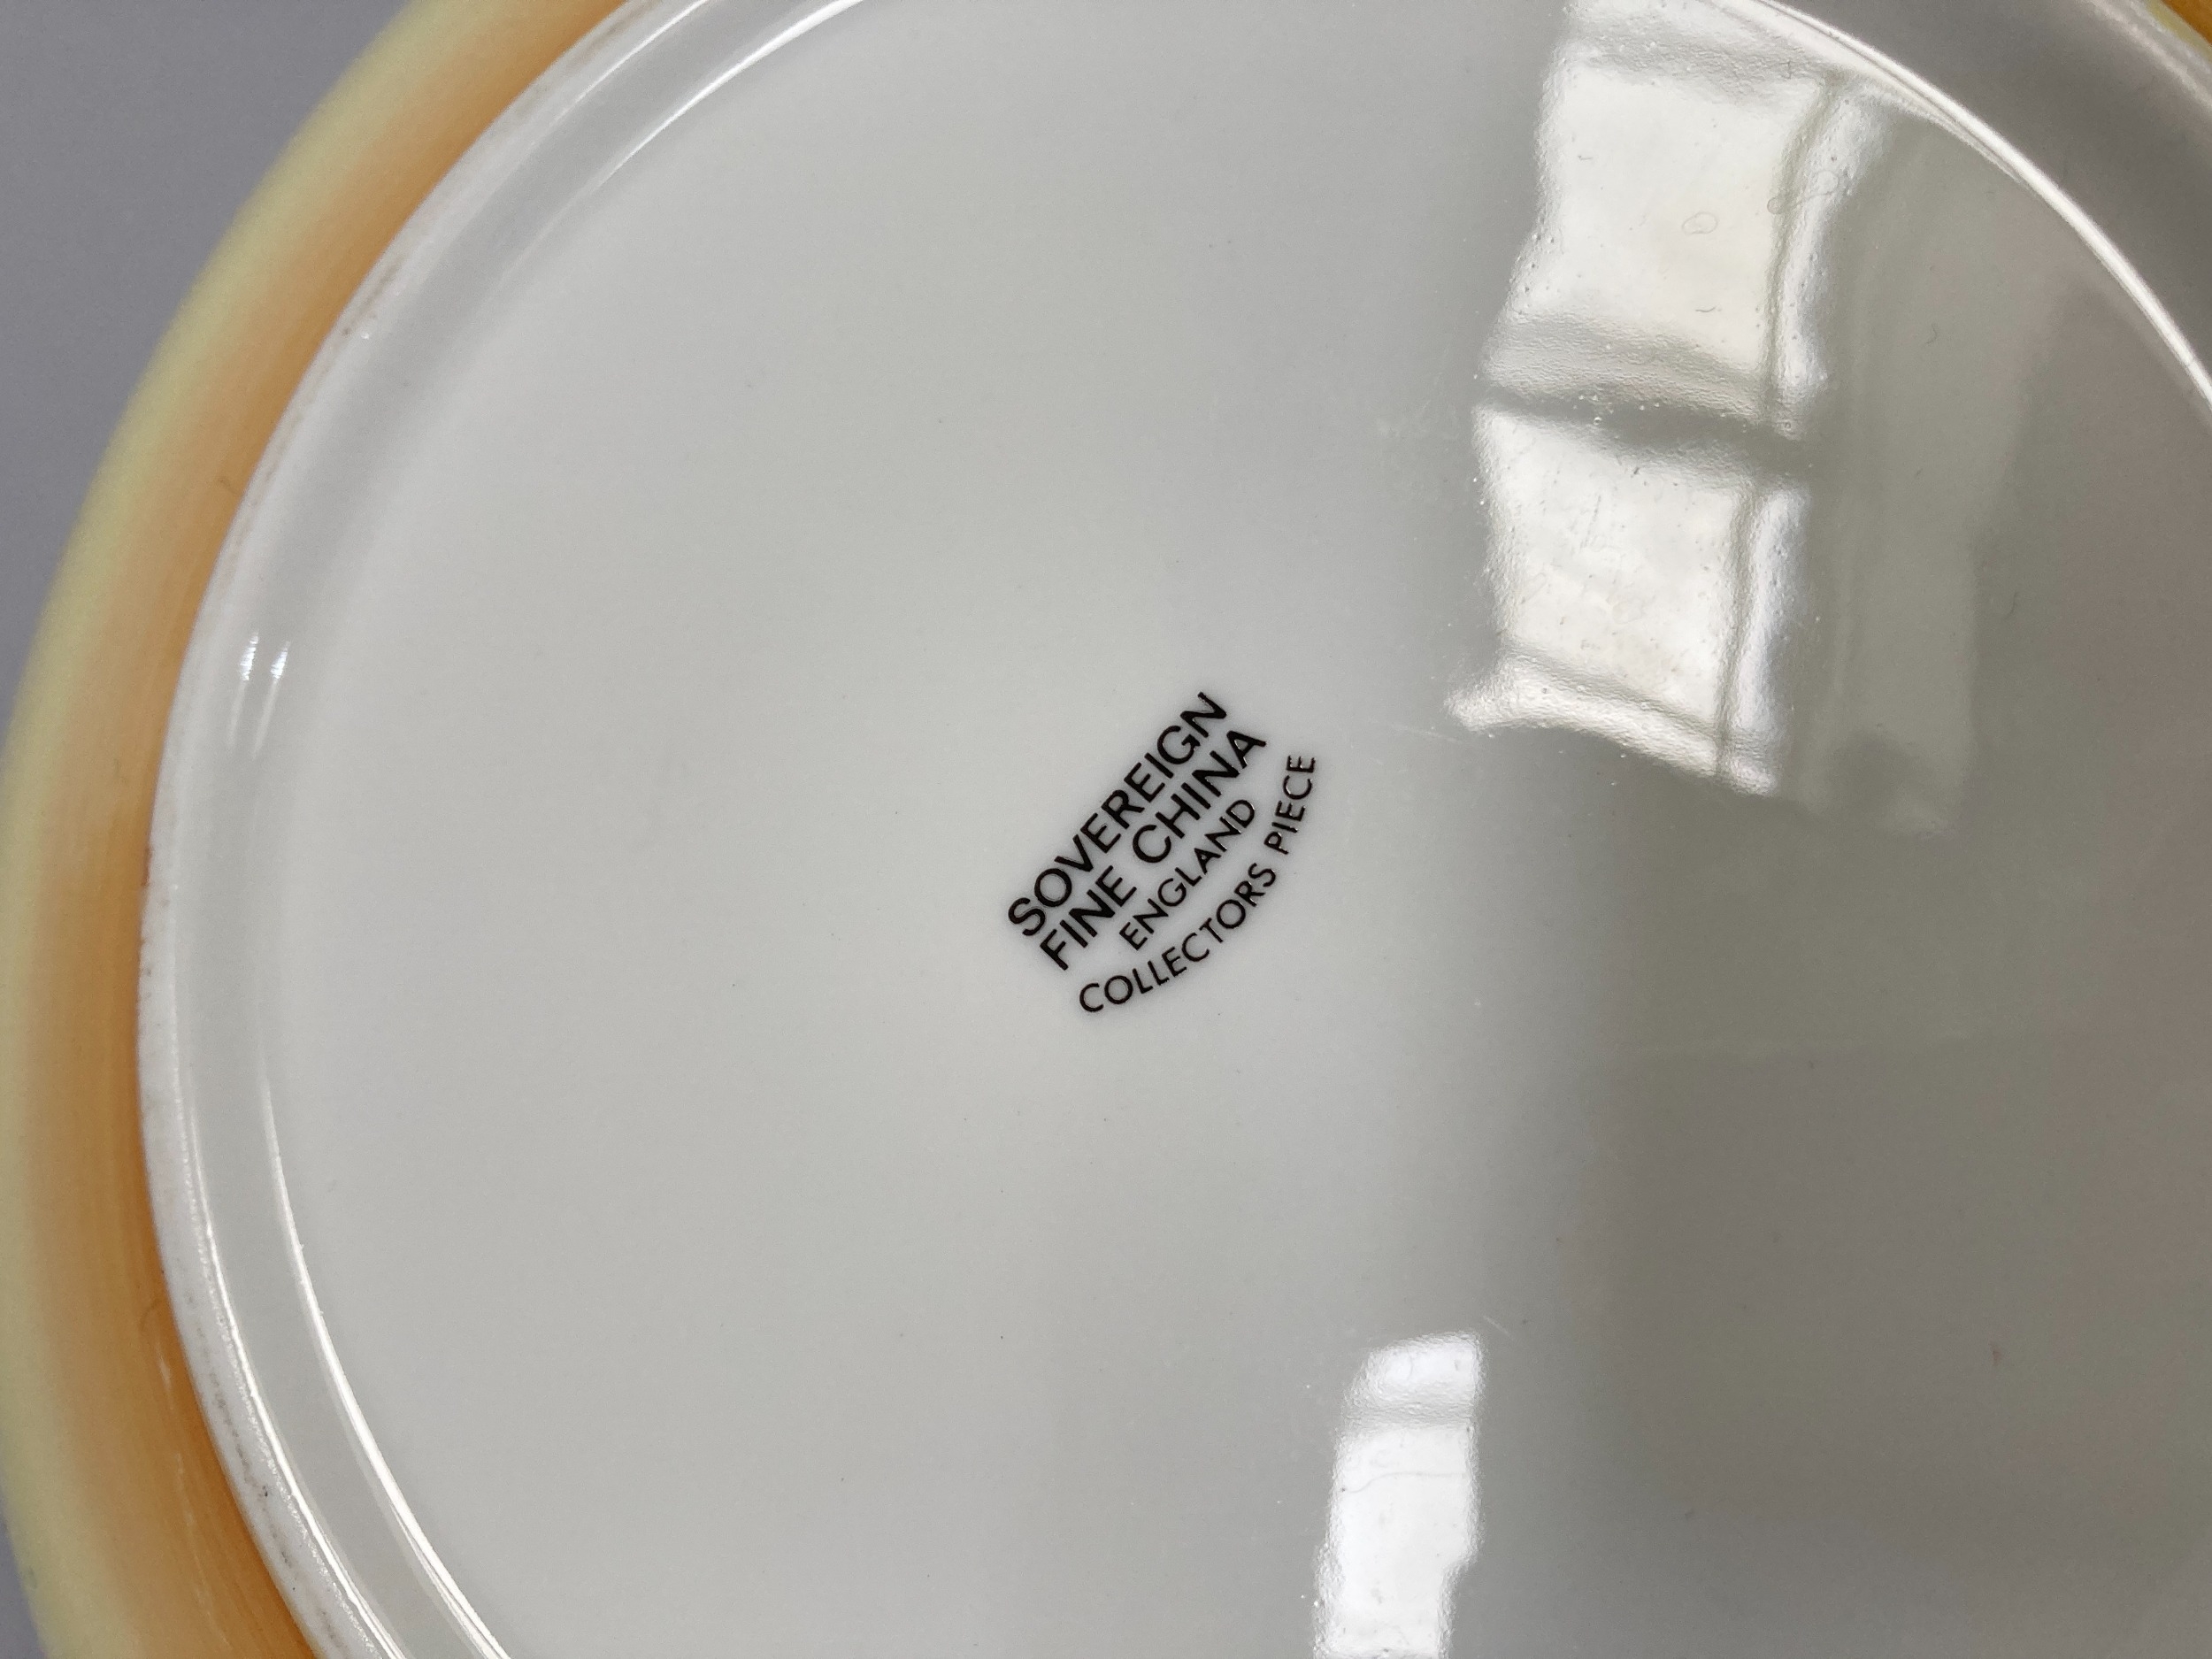 SOVEREIGN
FINE CHINA
ENGLAND
COLLECTORS PIECE